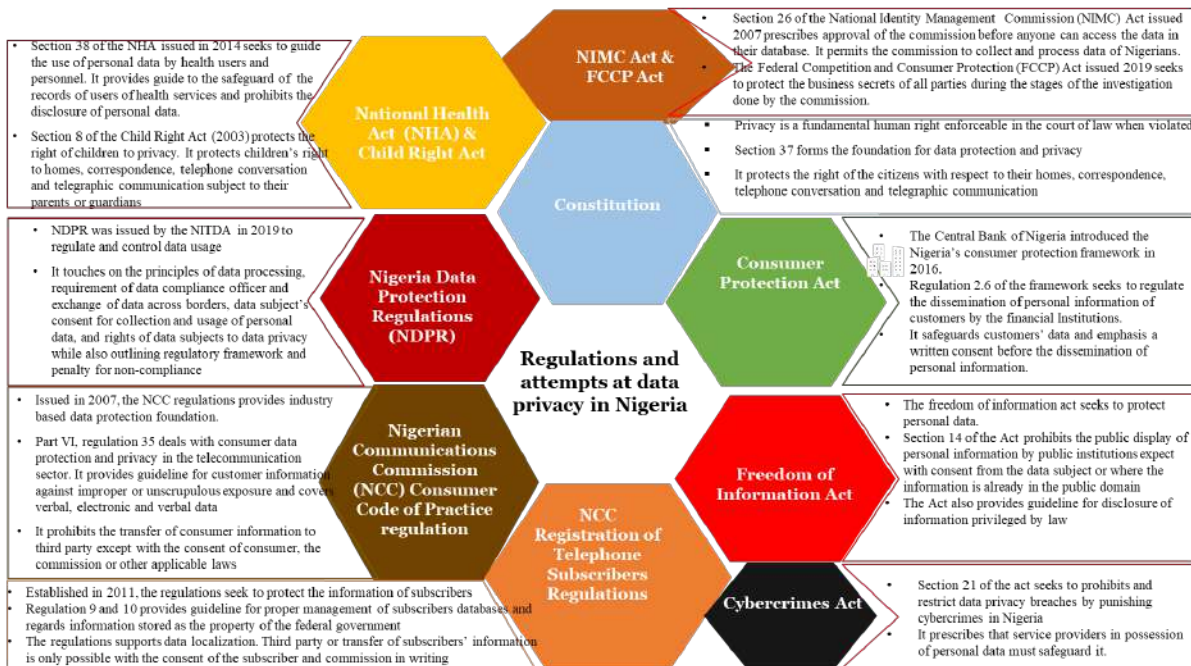 Section 26 of the National Identity Management Commission (NIMC) Act issued
2007 prescribes approval of the commission before anyone can access the data in
their database. It permits the commission to collect and process data of Nigerians.
The Federal Competition and Consumer Protection (FCCP) Act issued 2019 seeks
to protect the business secrets of all parties during the stages of the investigation
done by the commission.
NIMC Act &
FCCP Act
Section 38 of the NHA issued in 2014 seeks to guide
the use of personal data by health users and
personnel. It provides guide to the safeguard of the
records of users of health services and prohibits the
disclosure of personal data.
Section 8 of the Child Right Act (2003) protects the
right of children to privacy. It protects children's right
to homes, correspondence, telephone conversation
and telegraphic communication subject to their
parents or guardians
National Health
Act (NHA) &
Child Right Act
Privacy is a fundamental human right enforceable in the court of law when violated
Section 37 forms the foundation for data protection and privacy
It protects the right of the citizens with respect to their homes, correspondence,
telephone conversation and telegraphic communication
Constitution
NDPR was issued by the NITDA in 2019 to
regulate and control data usage
It touches on the principles of data processing,
requirement of data compliance officer and
exchange of data across borders, data subject's
consent for collection and usage of personal
data, and rights of data subjects to data privacy
while also outlining regulatory framework and
penalty for non-compliance
Nigeria Data
Protection
Regulations
(NDPR)
Consumer
Protection Act
The Central Bank of Nigeria introduced the
Nigeria's consumer protection framework in
2016.
Regulation 2.6 of the framework seeks to regulate
the dissemination of personal information of
customers by the financial Institutions.
It safeguards customers' data and emphasis a
written consent before the dissemination of
personal information.
Regulations and
attempts at data
privacy in Nigeria
Issued in 2007, the NCC regulations provides industry
based data protection foundation.
Part VI, regulation 35 deals with consumer data
protection and privacy in the telecommunication
sector. It provides guideline for customer information
against improper or unscrupulous exposure and covers
verbal, electronic and verbal data
It prohibits the transfer of consumer information to
third party except with the consent of consumer, the
commission or other applicable laws
Nigerian
Communications
Commission
(NCC) Consumer
Code of Practice
regulation
Freedom of
Information Act
The freedom of information act seeks to protect
personal data.
Section 14 of the Act prohibits the public display of
personal information by public institutions expect
with consent from the data subject or where the
information is already in the public domain
The Act also provides guideline for disclosure of
information privileged by law
NCC
Registration of
Telephone
Subscribers
Regulations
Established in 2011, the regulations seek to protect the information of subscribers
Regulation 9 and 10 provides guideline for proper management of subscribers databases and
regards information stored as the property of the federal government
The regulations supports data localization. Third party or transfer of subscribers' information
is only possible with the consent of the subscriber and commission in writing
Cybercrimes Act
Section 21 of the act seeks to prohibits and
restrict data privacy breaches by punishing
cybercrimes in Nigeria
It prescribes that service providers in possession
of personal data must safeguard it.